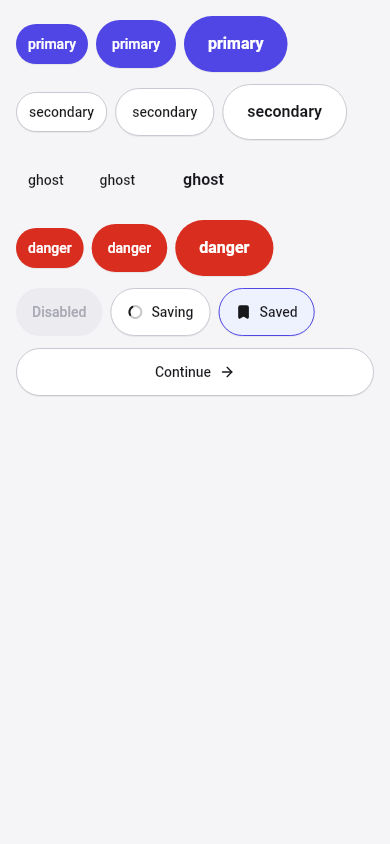 primary primary primary
secondary secondary secondary
ghost ghost ghost
danger danger danger
Disabled Saving Saved
Continue